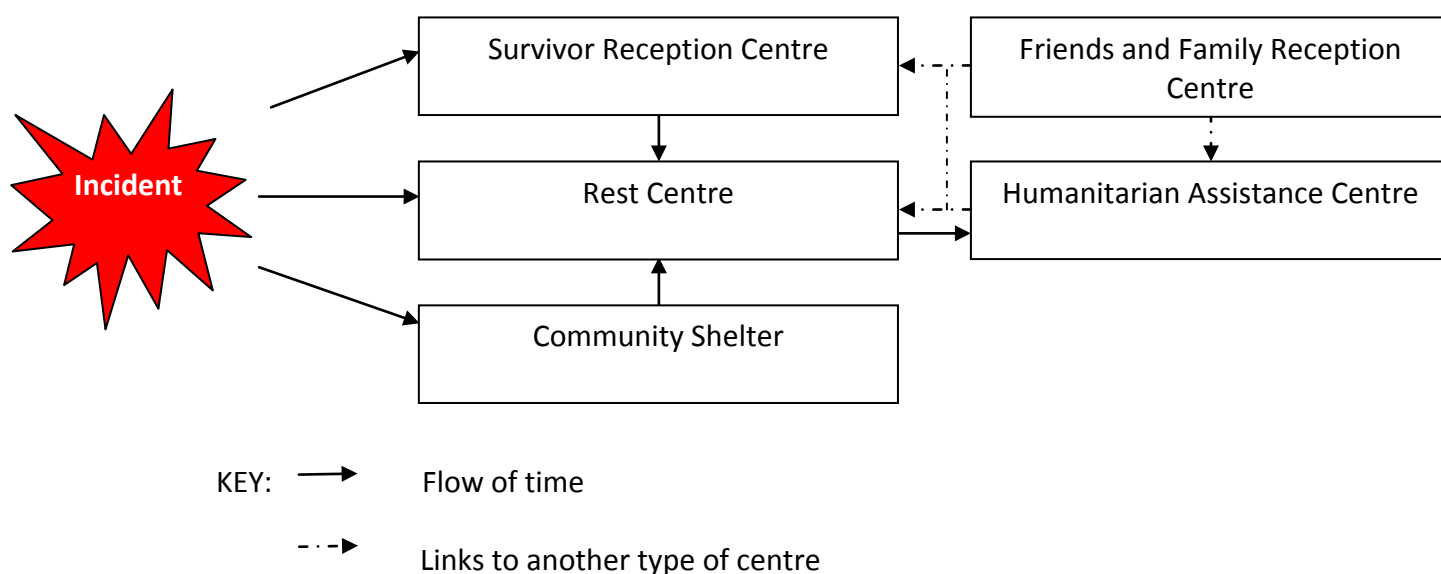 Survivor Reception Centre
Friends and Family Reception
Centre
Incident
Rest Centre
Humanitarian Assistance Centre
Community Shelter
KEY:
Flow of time
Links to another type of centre